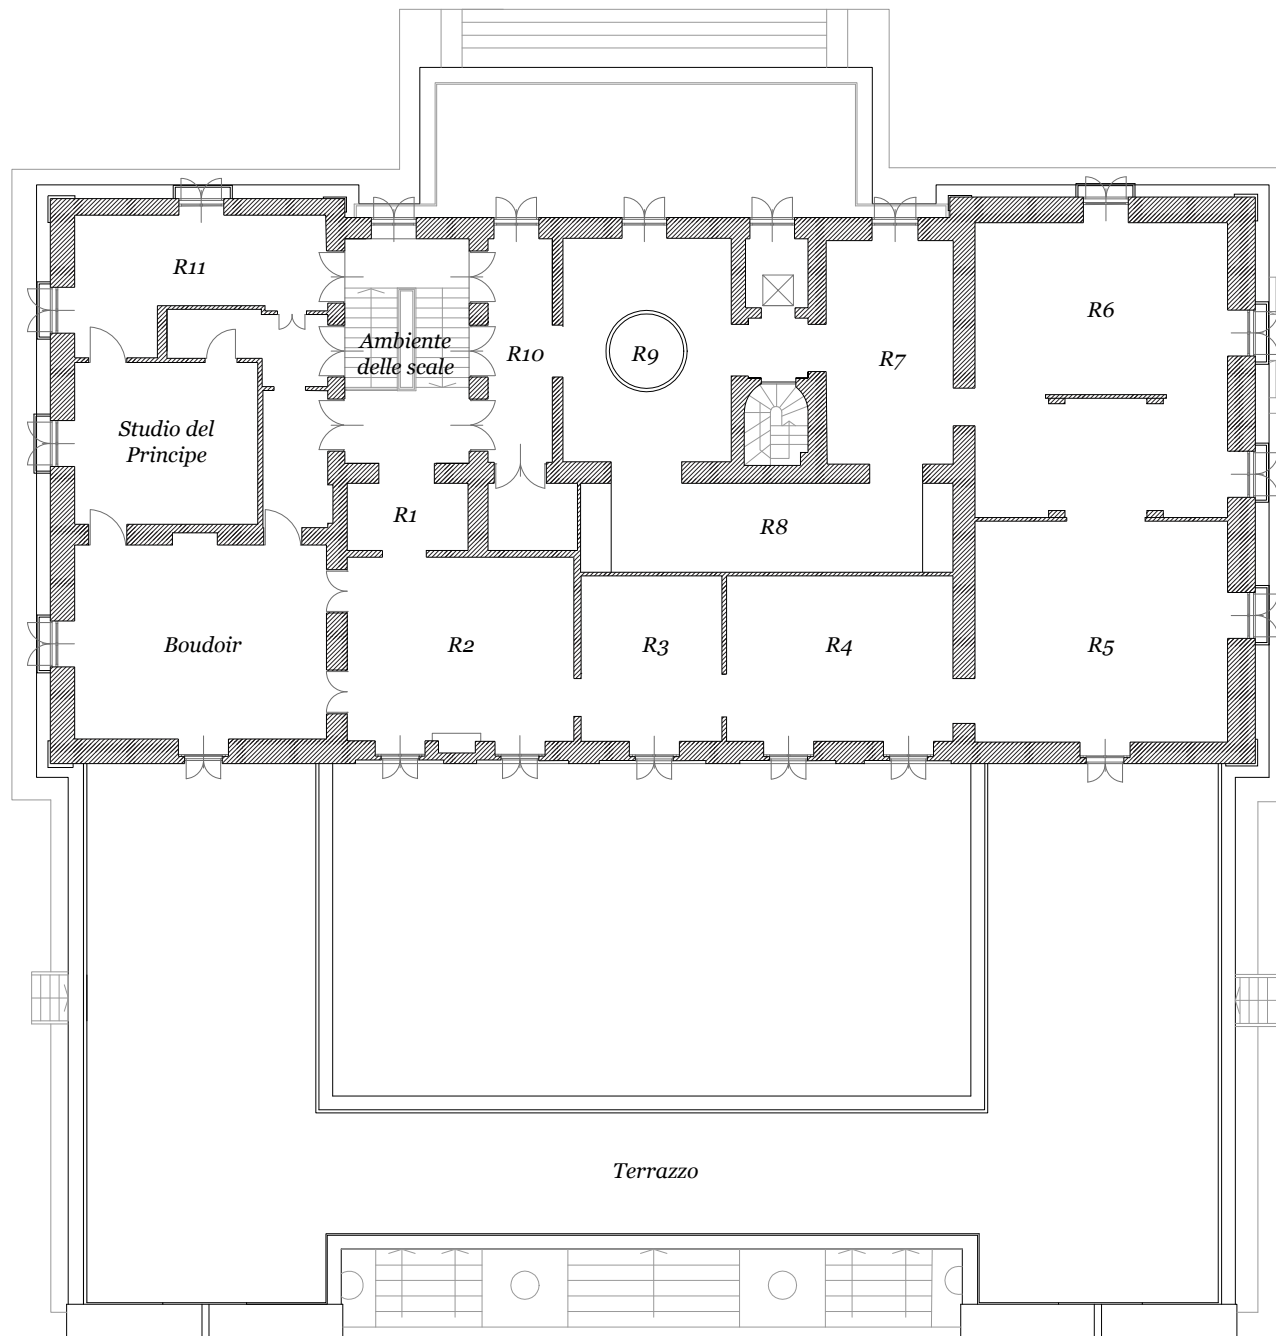 R11
Ambiente
delle scale
R10
R9
R7
R6
Studio del
Principe
R1
R8
Boudoir
R2
R3
R4
R5
Terrazzo